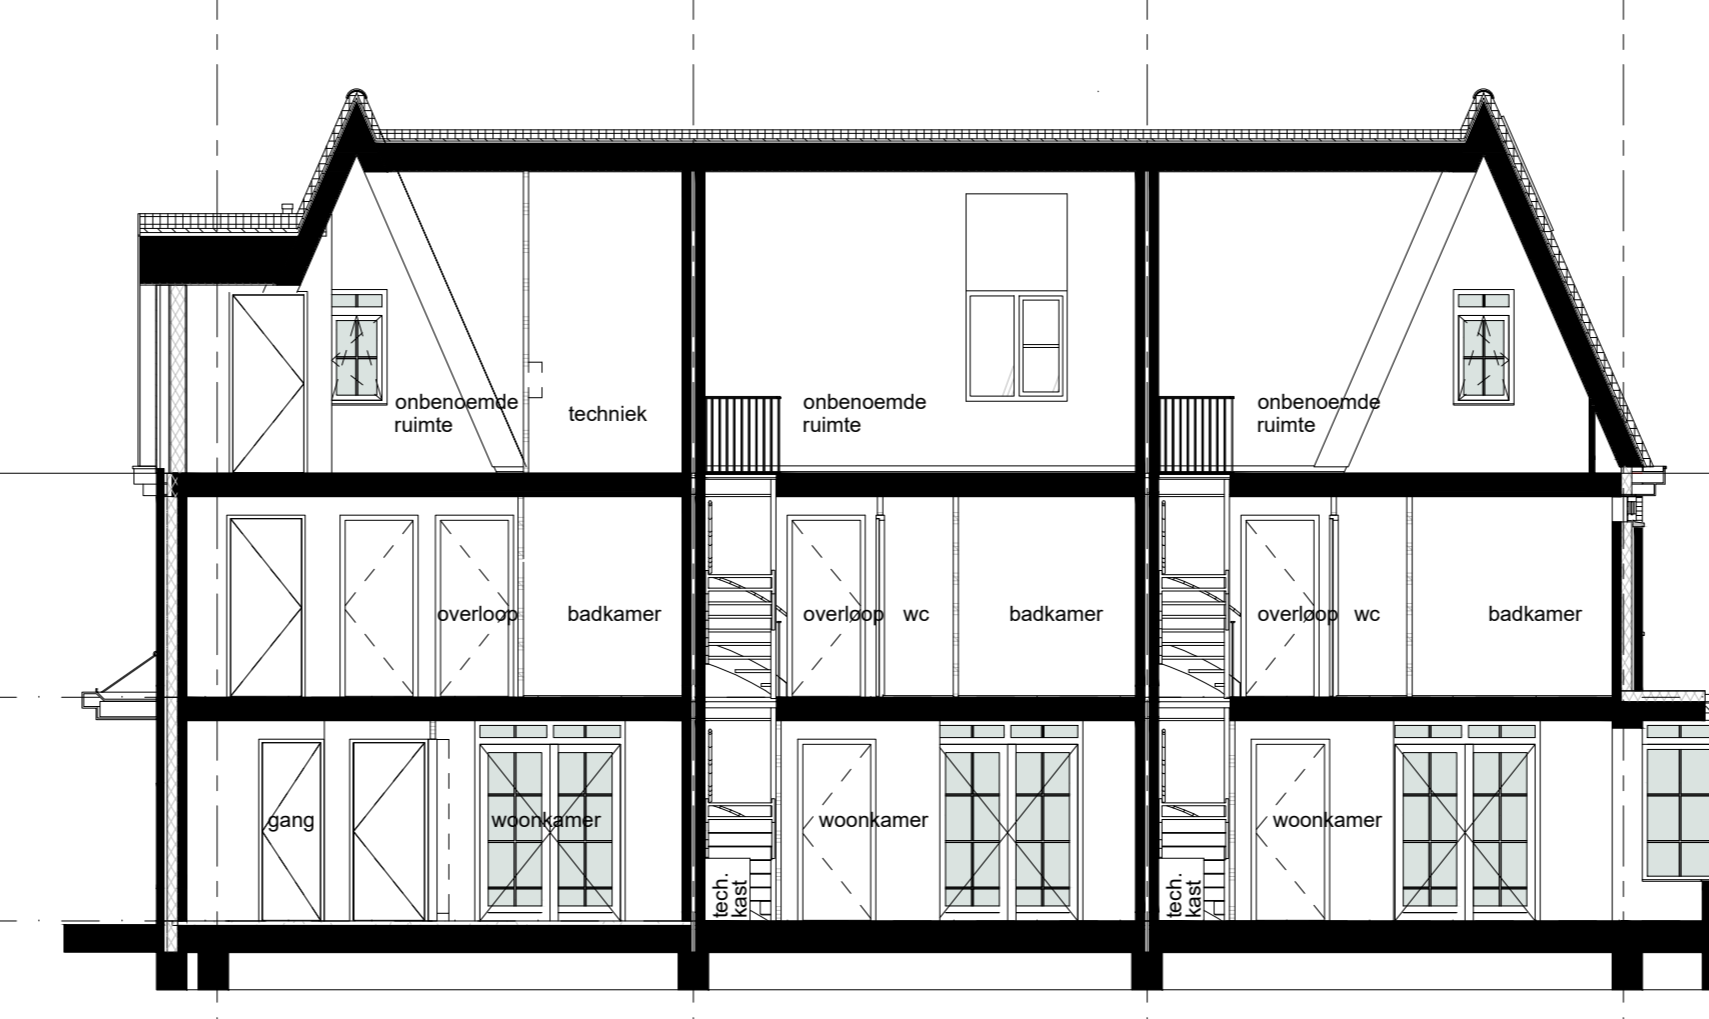 onbenoemde
ruimte
techniek
onbenoemde
ruimte
onbenoemde
ruimte
overloop
badkamer
overloop
wc
badkamer
overloop
wc
badkamer
gang
woonkamer
tech.
kast
woonkamer
tech.
kast
woonkamer